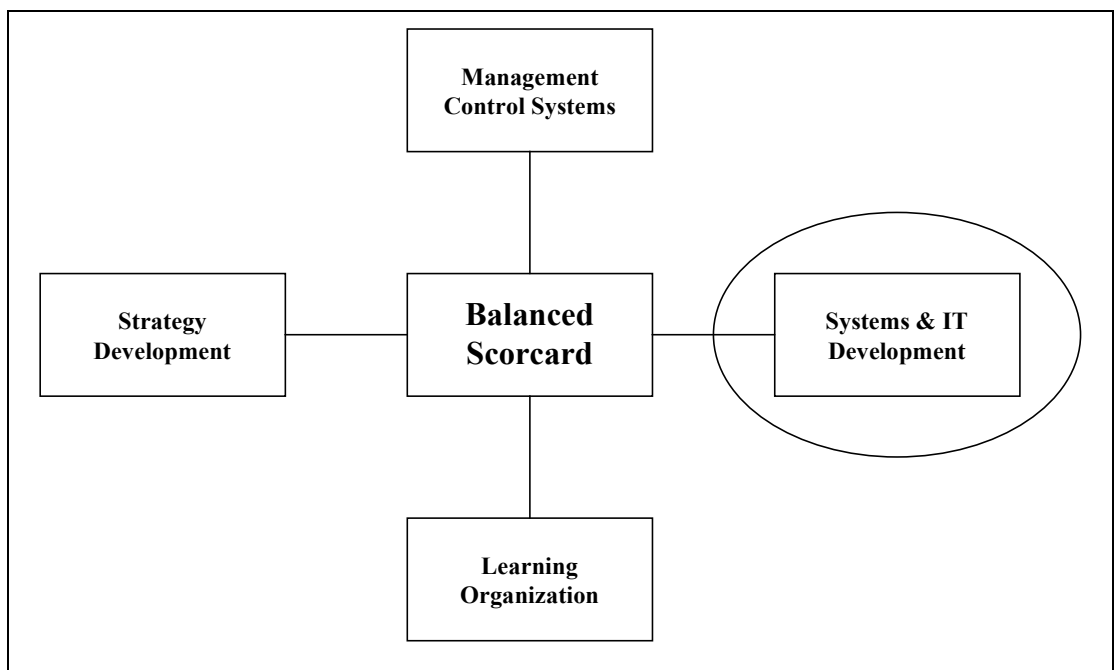 Management
Control Systems
Strategy
Development
Balanced
Scorcard
Systems & IT
Development
Learning
Organization